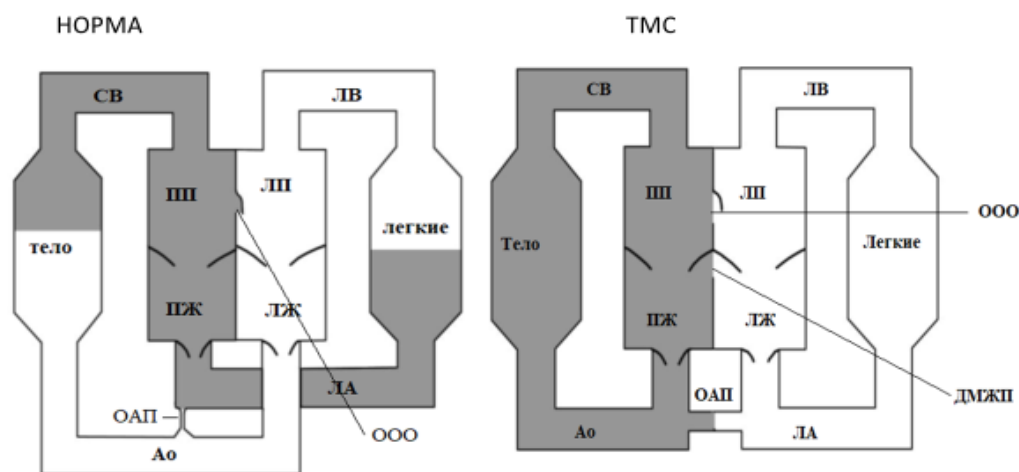 НОРМА
СВ
ЛВ
ПП
ЛП
тело
легкие
ПЖ
ЛЖ
ЛА
ОАП
ООО
Ао
ТМС
СВ
ЛВ
ПП
ЛП
ООО
Тело
Легкие
ПЖ
ЛЖ
ОАП
ДМЖП
Ао
ЛА